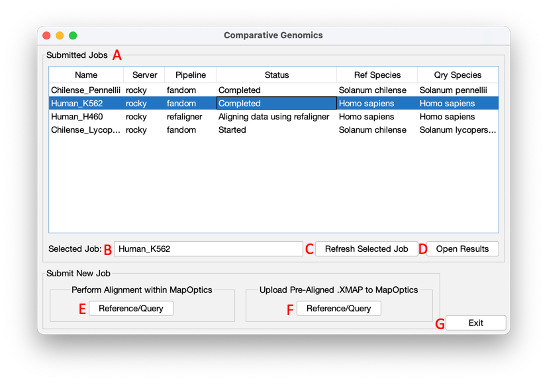 Comparative Genomics
Submitted Jobs A
Name Server Pipeline Status Ref Species Qry Species
Chilense_Pennellii rocky fandom Completed Solanum chilense Solanum pennellii
Human_K562 rocky fandom Completed Homo sapiens Homo sapiens
Human_H460 rocky refaligner Aligning data using refaligner Homo sapiens Homo sapiens
Chilense_Lycop... rocky fandom Started Solanum chilense Solanum lycopers...
Selected Job: B Human_K562 C Refresh Selected Job D Open Results
Submit New Job
Perform Alignment within MapOptics Upload Pre-Aligned .XMAP to MapOptics
E Reference/Query F Reference/Query
G Exit